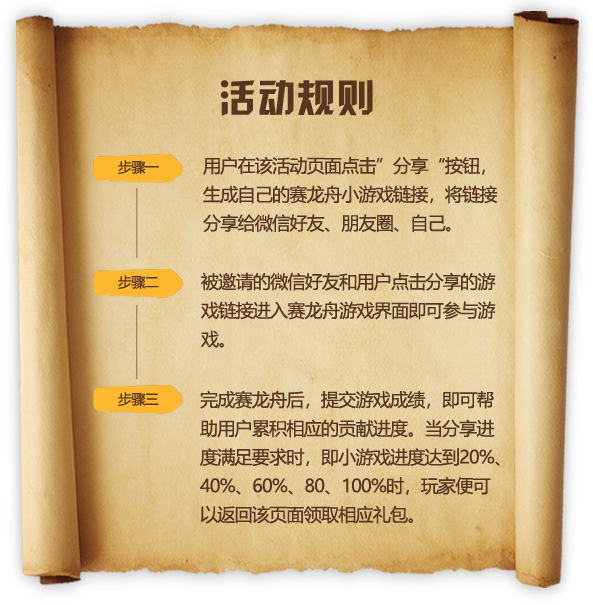 活动规则
步骤一
用户在该活动页面点击”分享“按钮，
生成自己的赛龙舟小游戏链接，将链接
分享给微信好友、朋友圈、自己。
步骤二
被邀请的微信好友和用户点击分享的游
戏链接进入赛龙舟游戏界面即可参与游
戏。
步骤三
完成赛龙舟后，提交游戏成绩，即可帮
助用户累积相应的贡献进度。当分享进
度满足要求时，即小游戏进度达到20%、
40%、60%、80、100%时，玩家便可
以返回该页面领取相应礼包。